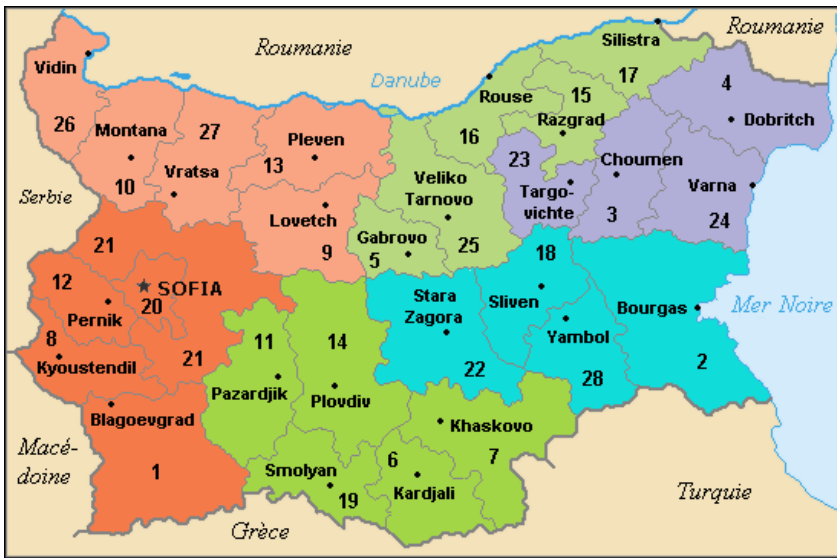 Roumanie
Roumanie
Silistra
Vidin
Danube
17
4
Rouse
15
26
Montana
27
Pleven
16
Razgrad
Dobritch
13
23
Choumen
10
Vratsa
Veliko
Tarnovo
Targo-
vichte
Varna
Serbie
Lovetch
3
24
21
9
Gabrovo
5
25
18
12
SOFIA
20
Pernik
Stara
Zagora
Sliven
Bourgas
Mer Noire
8
Kyoustendil
21
11
14
Yambol
22
28
2
Pazardjik
Plovdiv
Blagoevgrad
Khaskovo
Macé-
doine
1
Smolyan
6
7
Kardjali
19
Turquie
Grèce